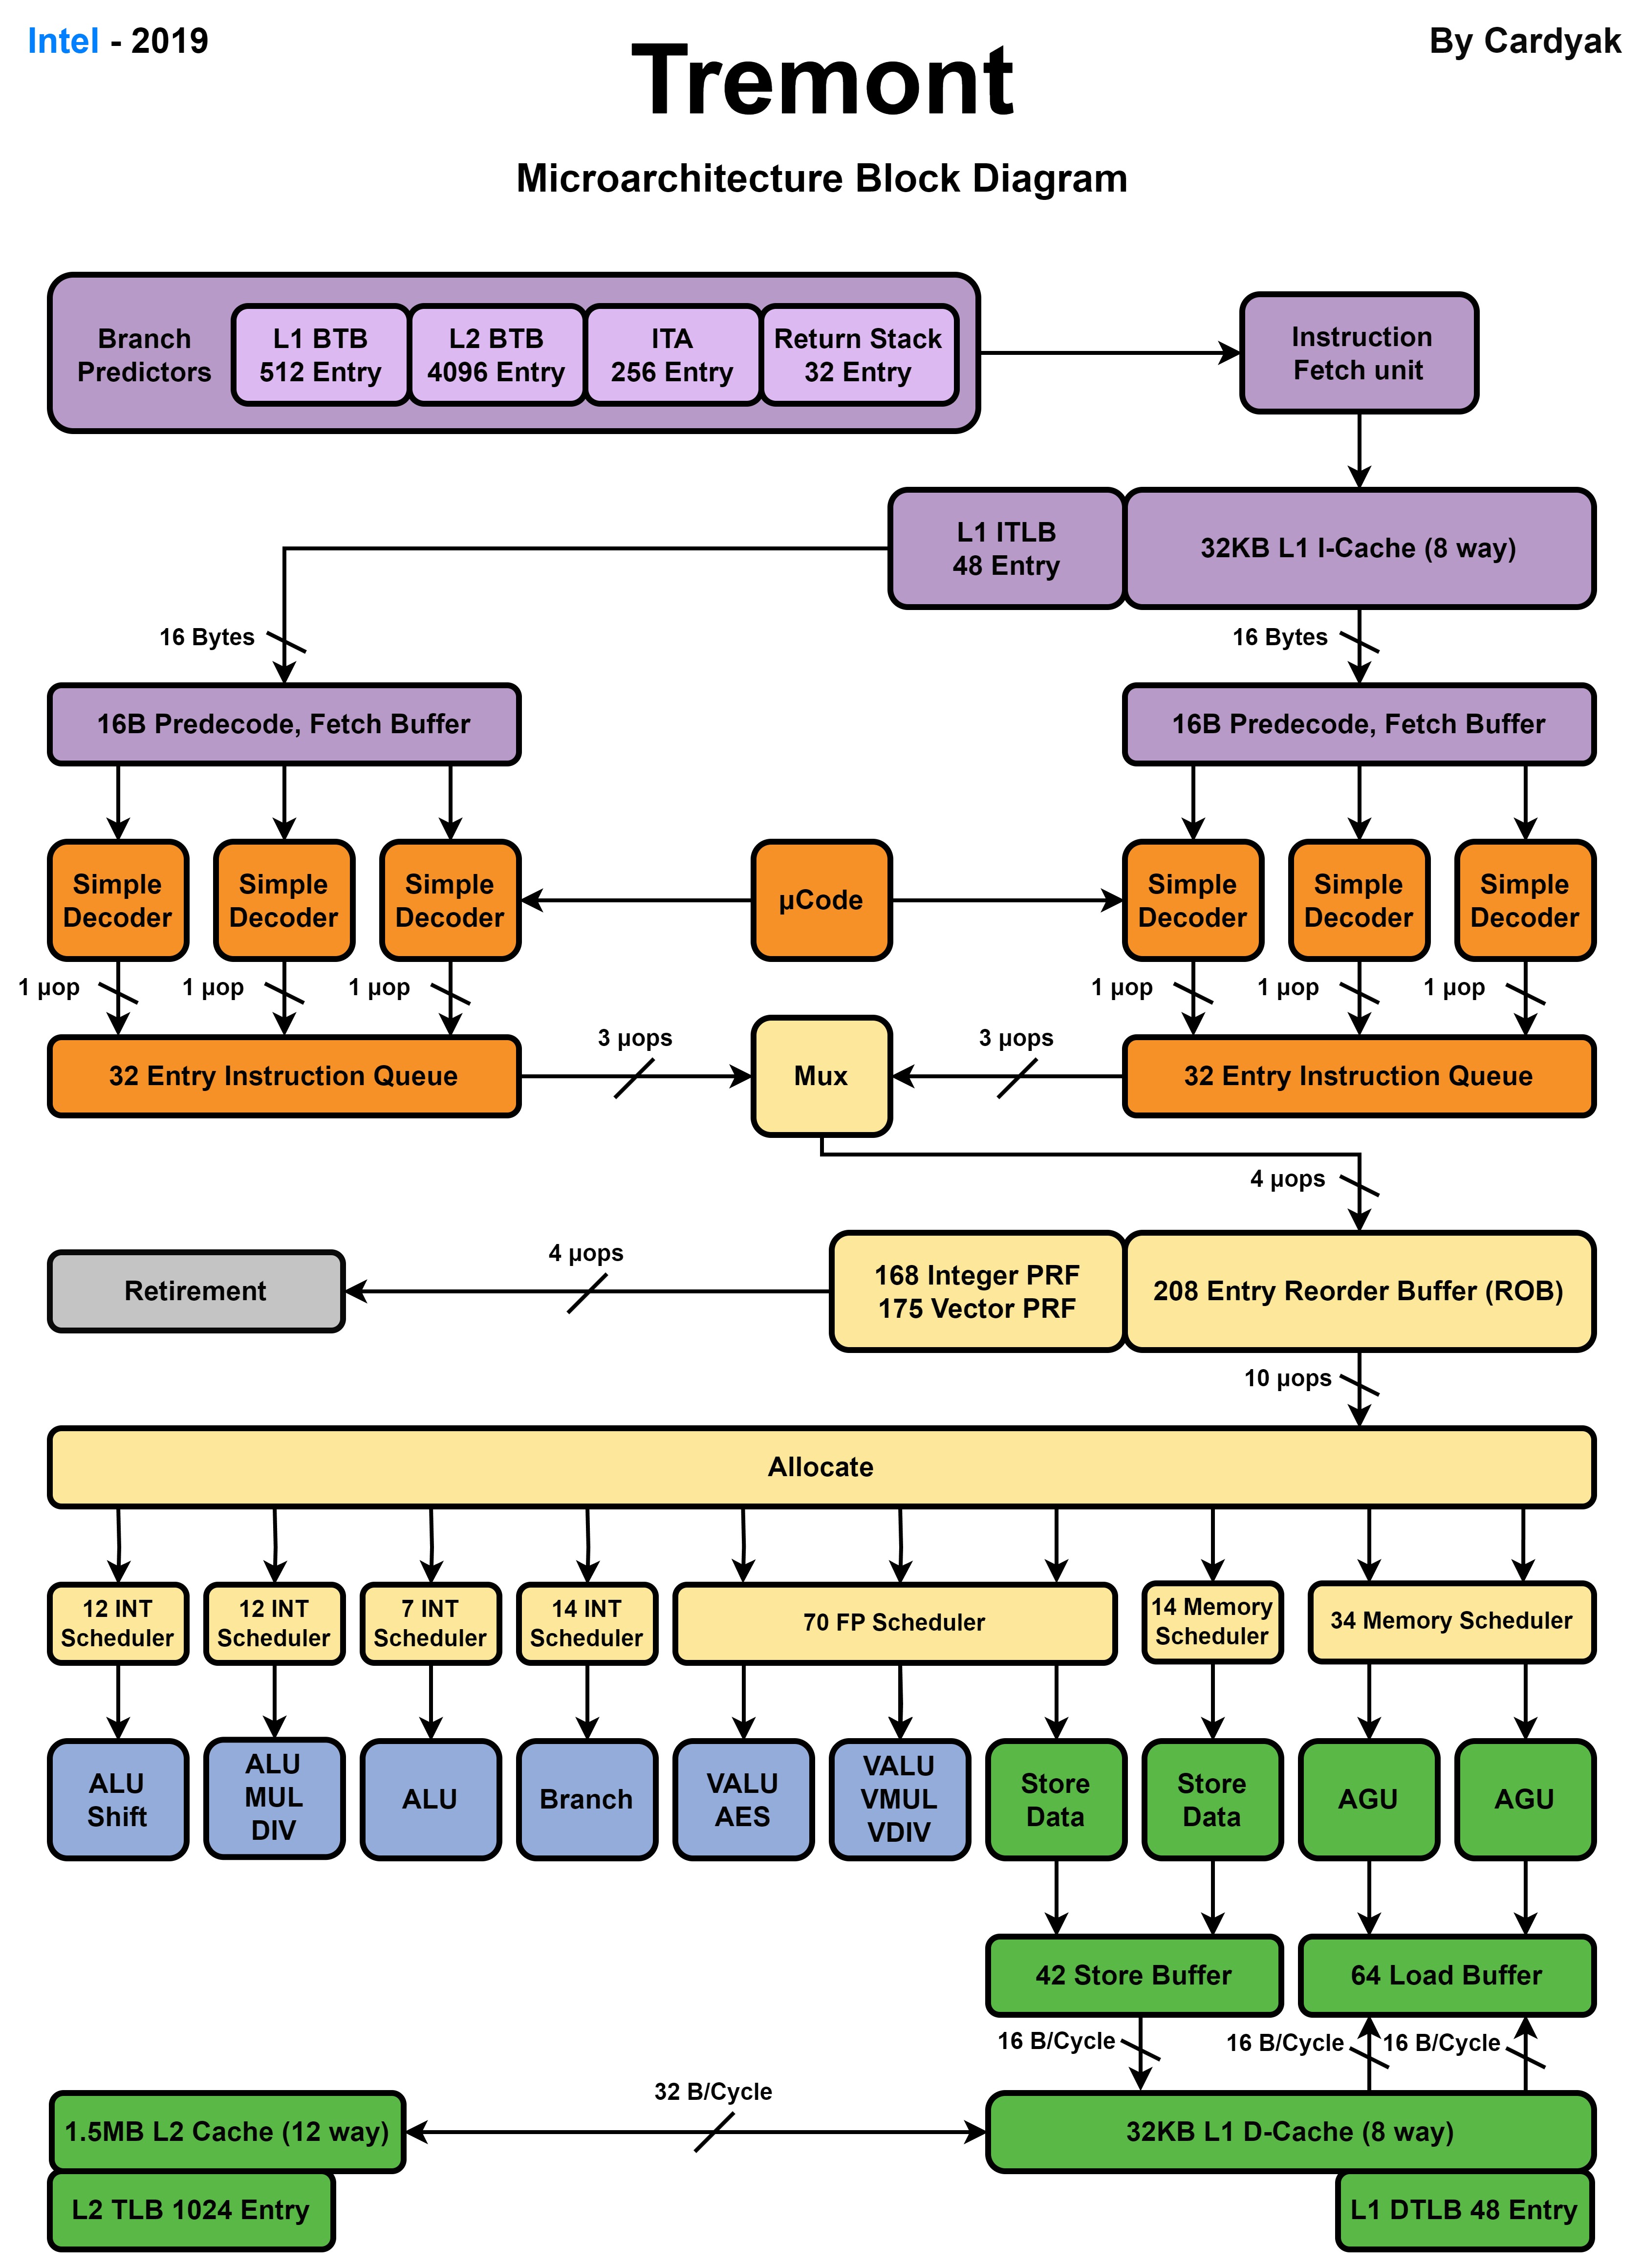 Intel - 2019
By Cardyak
Tremont
Microarchitecture Block Diagram
Branch
Predictors
L1 BTB
512 Entry
L2 BTB
4096 Entry
ITA
256 Entry
Return Stack
32 Entry
Instruction
Fetch unit
L1 ITLB
48 Entry
32KB L1 I-Cache (8 way)
16 Bytes
16 Bytes
16B Predecode, Fetch Buffer
16B Predecode, Fetch Buffer
Simple
Decoder
Simple
Decoder
Simple
Decoder
µCode
Simple
Decoder
Simple
Decoder
Simple
Decoder
1 µop
1 µop
1 µop
1 µop
1 µop
1 µop
32 Entry Instruction Queue
3 µops
Mux
3 µops
32 Entry Instruction Queue
4 µops
Retirement
4 µops
168 Integer PRF
175 Vector PRF
208 Entry Reorder Buffer (ROB)
10 µops
Allocate
12 INT
Scheduler
12 INT
Scheduler
7 INT
Scheduler
14 INT
Scheduler
70 FP Scheduler
14 Memory
Scheduler
34 Memory Scheduler
ALU
Shift
ALU
MUL
DIV
ALU
Branch
VALU
AES
VALU
VMUL
VDIV
Store
Data
Store
Data
AGU
AGU
42 Store Buffer
64 Load Buffer
16 B/Cycle
16 B/Cycle
16 B/Cycle
1.5MB L2 Cache (12 way)
32 B/Cycle
32KB L1 D-Cache (8 way)
L2 TLB 1024 Entry
L1 DTLB 48 Entry